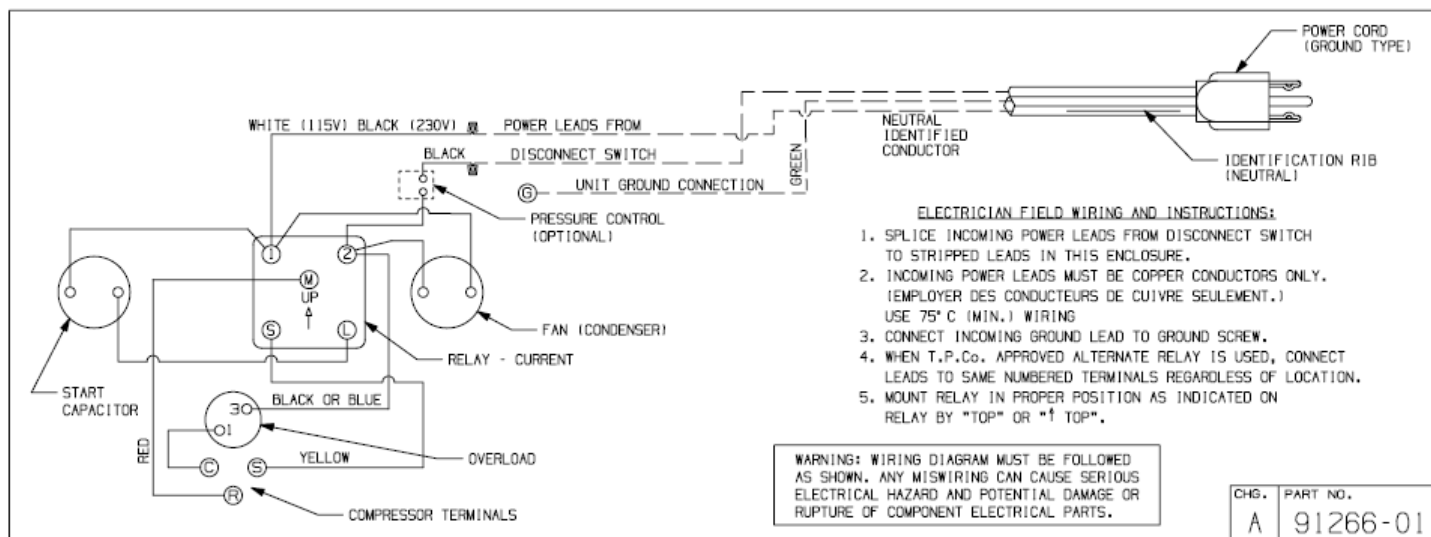 POWER CORD
(GROUND TYPE)
WHITE (115V) BLACK (230V)
POWER LEADS FROM
NEUTRAL
IDENTIFIED
CONDUCTOR
BLACK
DISCONNECT SWITCH
GREEN
IDENTIFICATION RIB
(NEUTRAL)
G
UNIT GROUND CONNECTION
PRESSURE CONTROL
(OPTIONAL)
1
2
M
UP
S
L
FAN (CONDENSER)
RELAY - CURRENT
START
CAPACITOR
BLACK OR BLUE
3
1
RED
OVERLOAD
YELLOW
C
S
R
COMPRESSOR TERMINALS
ELECTRICIAN FIELD WIRING AND INSTRUCTIONS:
1. SPLICE INCOMING POWER LEADS FROM DISCONNECT SWITCH
TO STRIPPED LEADS IN THIS ENCLOSURE.
2. INCOMING POWER LEADS MUST BE COPPER CONDUCTORS ONLY.
(EMPLOYER DES CONDUCTEURS DE CUIVRE SEULEMENT.)
USE 75° C (MIN.) WIRING
3. CONNECT INCOMING GROUND LEAD TO GROUND SCREW.
4. WHEN T.P.Co. APPROVED ALTERNATE RELAY IS USED, CONNECT
LEADS TO SAME NUMBERED TERMINALS REGARDLESS OF LOCATION.
5. MOUNT RELAY IN PROPER POSITION AS INDICATED ON
RELAY BY "TOP" OR "↑ TOP".
WARNING: WIRING DIAGRAM MUST BE FOLLOWED
AS SHOWN. ANY MISWIRING CAN CAUSE SERIOUS
ELECTRICAL HAZARD AND POTENTIAL DAMAGE OR
RUPTURE OF COMPONENT ELECTRICAL PARTS.
CHG. PART NO.
A 91266-01